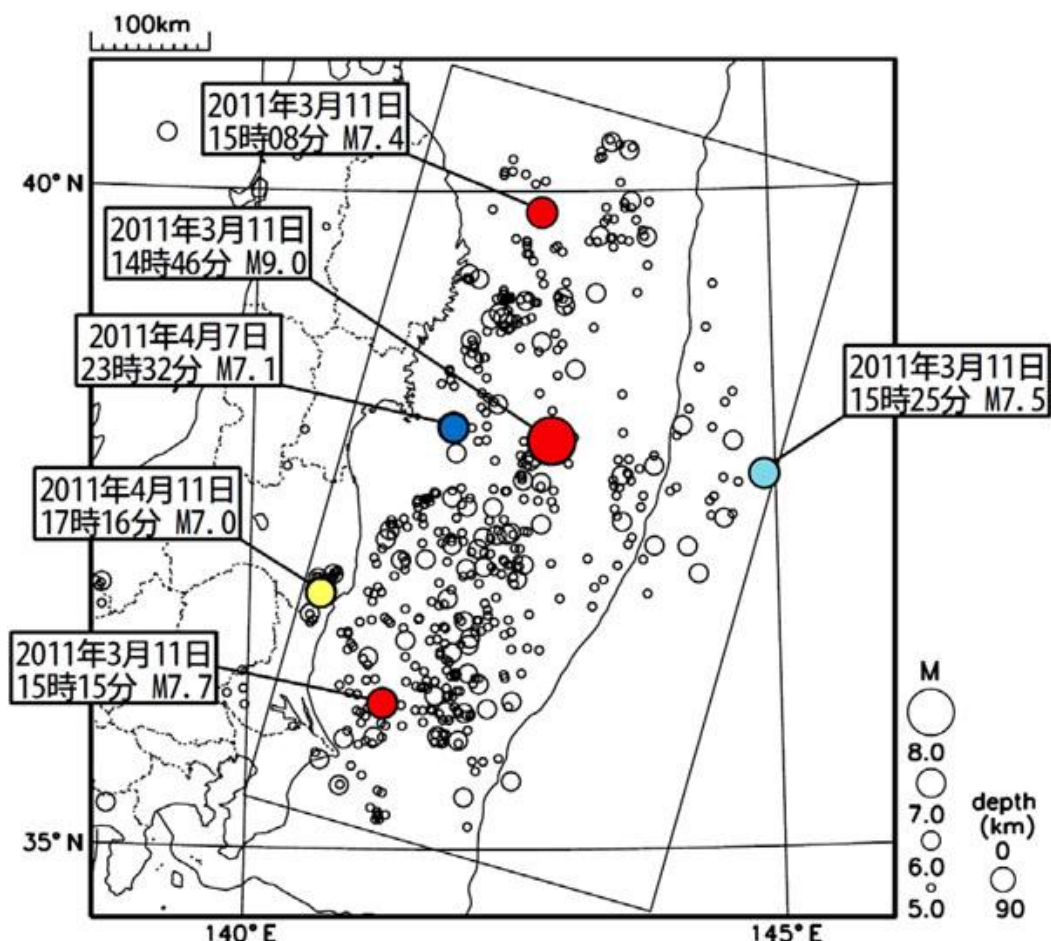 100km
2011年3月11日
15時08分 M7.4
40°N
2011年3月11日
14時46分 M9.0
2011年4月7日
23時32分 M7.1
2011年3月11日
15時25分 M7.5
2011年4月11日
17時16分 M7.0
2011年3月11日
15時15分 M7.7
M
8.0
7.0
6.0
5.0
depth
(km)
0
90
35°N
140°E
145°E